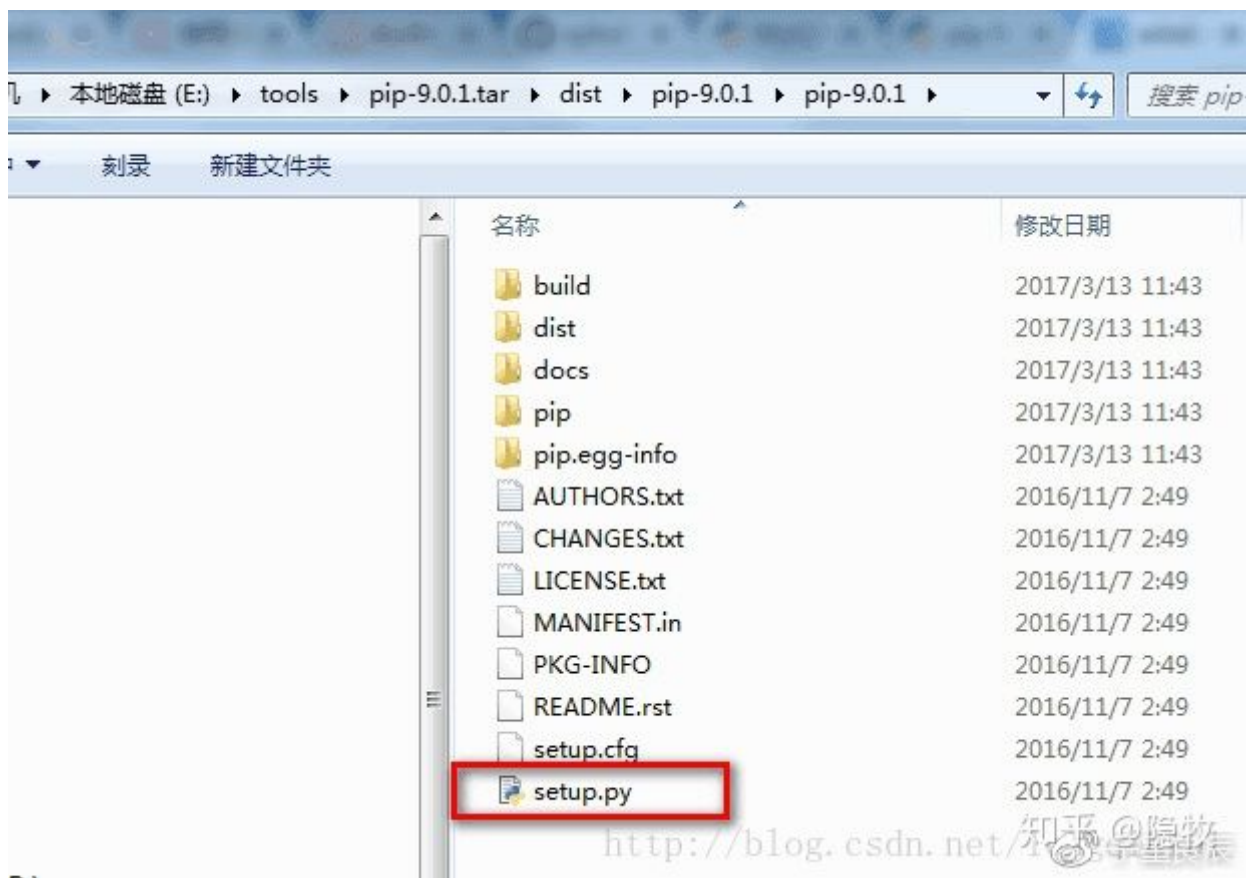 本地磁盘 (E:) ▸ tools ▸ pip-9.0.1.tar ▸ dist ▸ pip-9.0.1 ▸ pip-9.0.1 ▸ 搜索 pip
刻录 新建文件夹
名称 修改日期
build 2017/3/13 11:43
dist 2017/3/13 11:43
docs 2017/3/13 11:43
pip 2017/3/13 11:43
pip.egg-info 2017/3/13 11:43
AUTHORS.txt 2016/11/7 2:49
CHANGES.txt 2016/11/7 2:49
LICENSE.txt 2016/11/7 2:49
MANIFEST.in 2016/11/7 2:49
PKG-INFO 2016/11/7 2:49
README.rst 2016/11/7 2:49
setup.cfg 2016/11/7 2:49
setup.py 2016/11/7 2:49
http://blog.csdn.net/
知乎 @隐牧